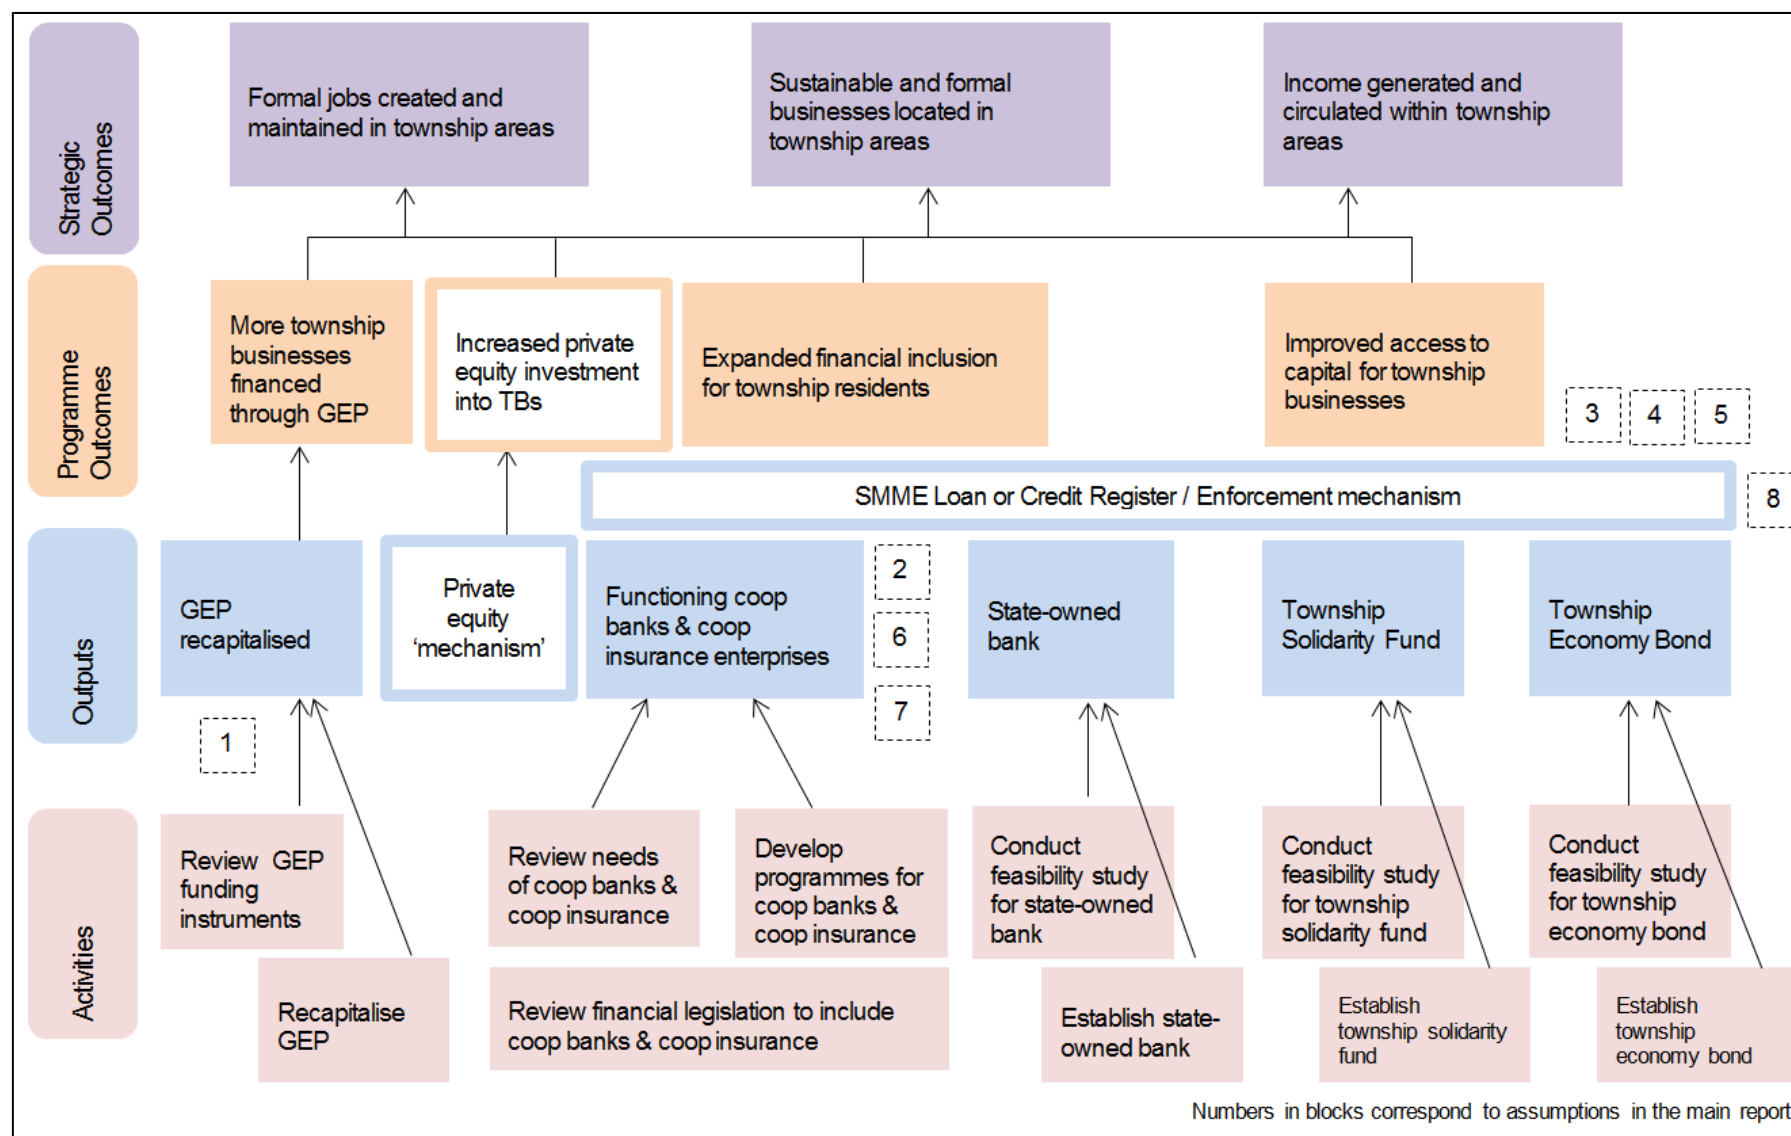 Strategic
Outcomes
Formal jobs created and
maintained in township areas
Sustainable and formal
businesses located in
township areas
Income generated and
circulated within township
areas
Programme
Outcomes
More township
businesses
financed
through GEP
Increased private
equity investment
into TBs
Expanded financial inclusion
for township residents
Improved access to
capital for township
businesses
3
4
5
SMME Loan or Credit Register / Enforcement mechanism
8
Outputs
GEP
recapitalised
Private
equity
‘mechanism’
Functioning coop
banks & coop
insurance enterprises
2
6
7
State-owned
bank
Township
Solidarity Fund
Township
Economy Bond
1
Activities
Review GEP
funding
instruments
Recapitalise
GEP
Review needs
of coop banks &
coop insurance
Develop
programmes for
coop banks &
coop insurance
Review financial legislation to include
coop banks & coop insurance
Conduct
feasibility study
for state-owned
bank
Establish state-
owned bank
Conduct
feasibility study
for township
solidarity fund
Establish
township solidarity
fund
Conduct
feasibility study
for township
economy bond
Establish
township
economy bond
Numbers in blocks correspond to assumptions in the main report